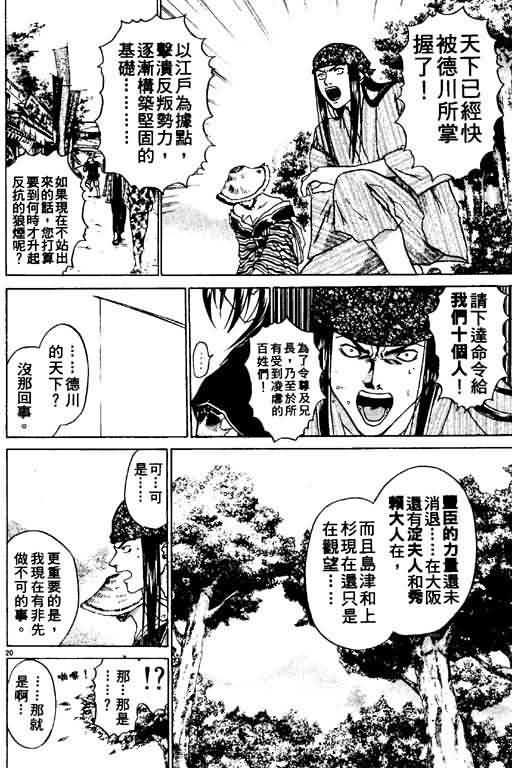 天下已經快
被德川所掌
握了！
以江戶為據點，
擊潰反叛勢力，
逐漸構築堅固的
基礎………
如果現在不站出
來的話，您打算
要到何時才升起
反抗的狼煙呢？
請下達命令給
我們十個人！
為了令尊及兄
長，乃至於所
有受到凌虐的
百姓們！
……
……德川
的天下？
沒那回事。
豐臣的力量還未
消退……在大阪
還有淀夫人和秀
賴大人在，
而且島津和上
杉現在還只是
在觀望……
可…可
是……
更重要的是，
我現在有非先
做不可的事。
20
!?
那…那是
……？
……那就
是啊…